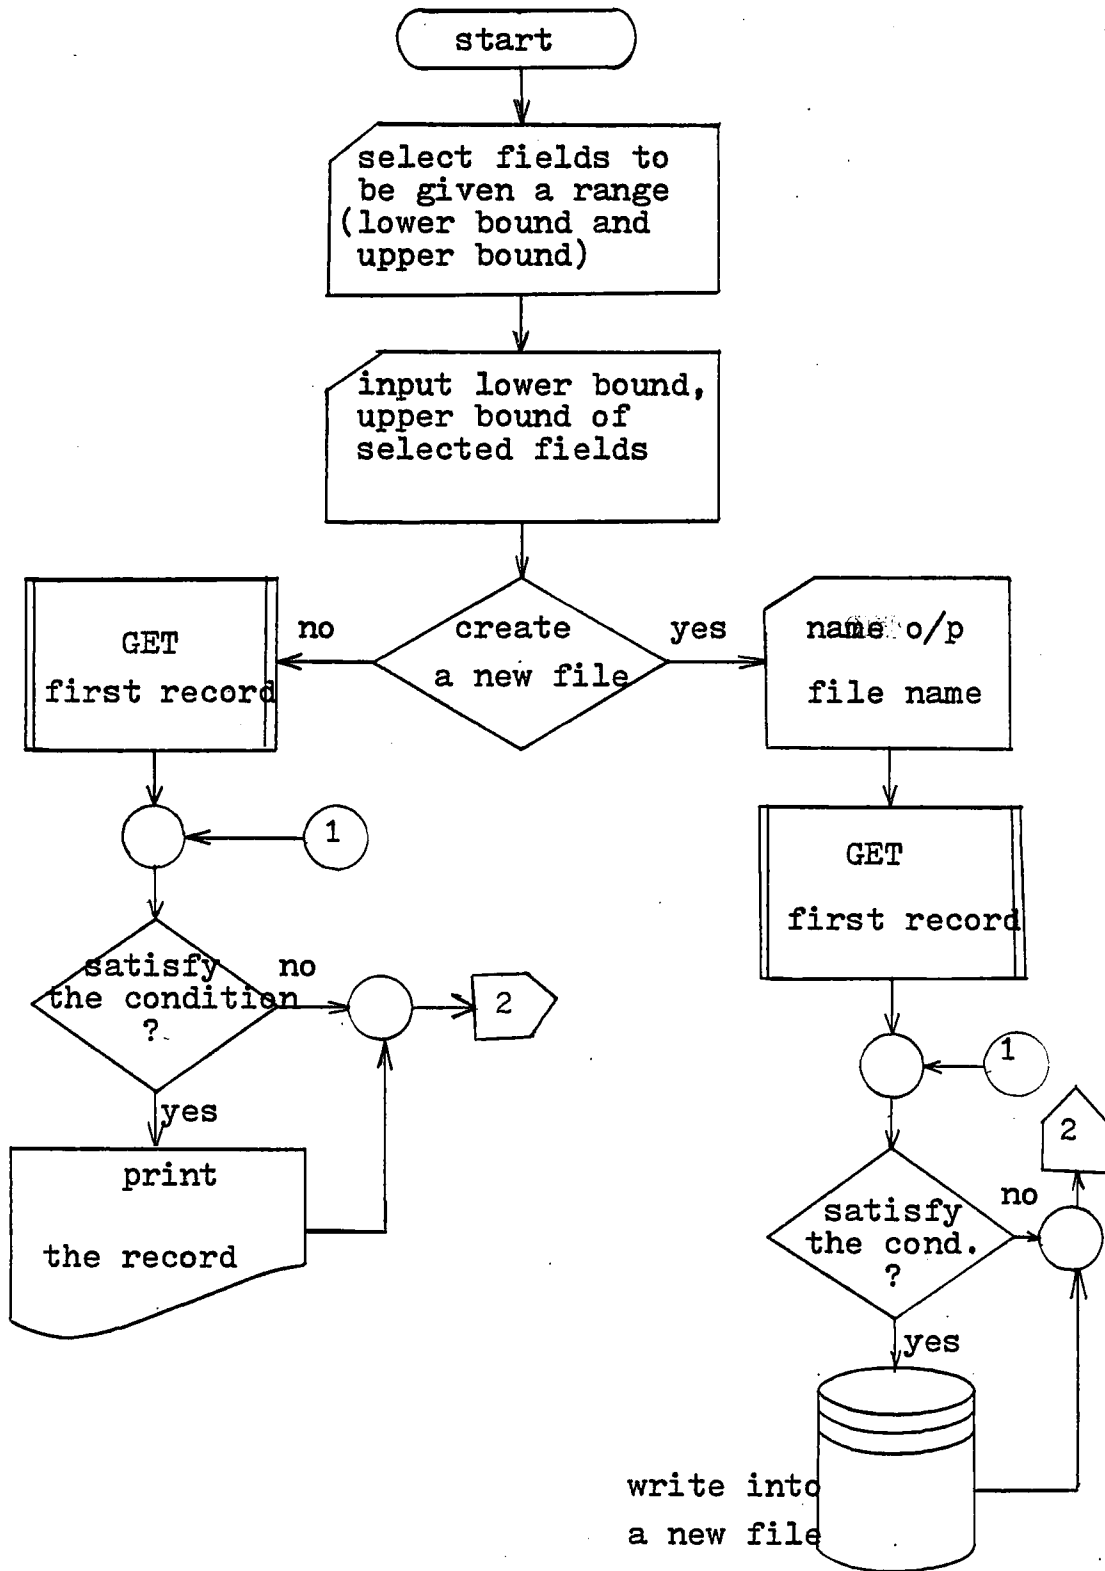 start
select fields to
be given a range
(lower bound and
upper bound)
input lower bound,
upper bound of
selected fields
create
a new file
no
yes
GET
first record
name o/p
file name
1
GET
first record
satisfy
the condition
?
no
2
yes
print
the record
1
2
satisfy
the cond.
?
no
yes
write into
a new file